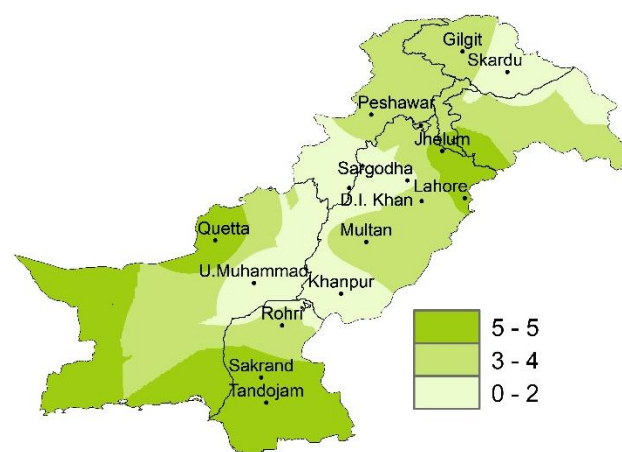 Gilgit
Skardu
Peshawar
Jhelum
Sargodha
Lahore
D.I. Khan
Quetta
Multan
U.Muhammad
Khanpur
Rohri
5 - 5
3 - 4
Sakrand
0 - 2
Tandojam